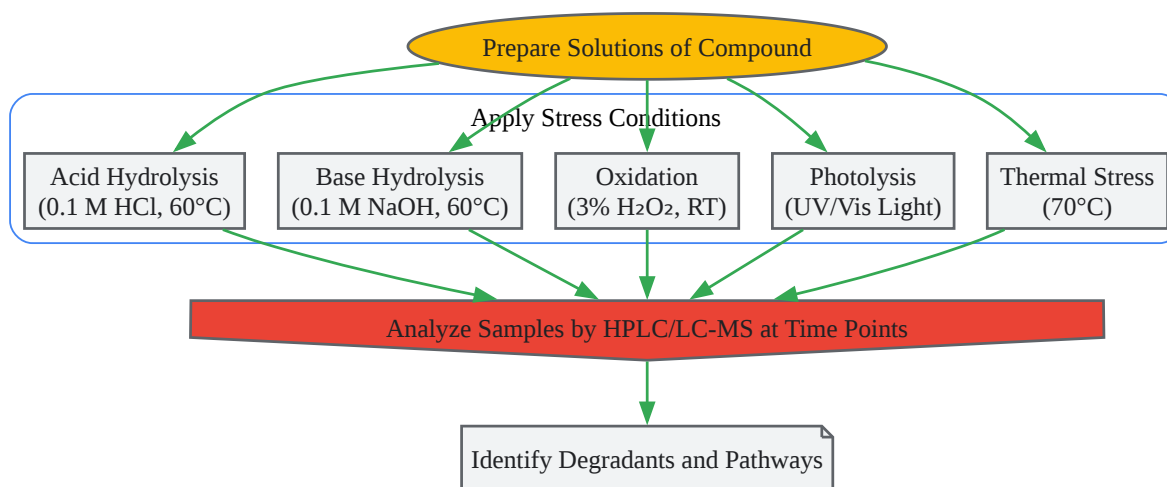 Prepare Solutions of Compound
Apply Stress Conditions
Acid Hydrolysis
(0.1 M HCl, 60°C)
Base Hydrolysis
(0.1 M NaOH, 60°C)
Oxidation
(3% H₂O₂, RT)
Photolysis
(UV/Vis Light)
Thermal Stress
(70°C)
Analyze Samples by HPLC/LC-MS at Time Points
Identify Degradants and Pathways